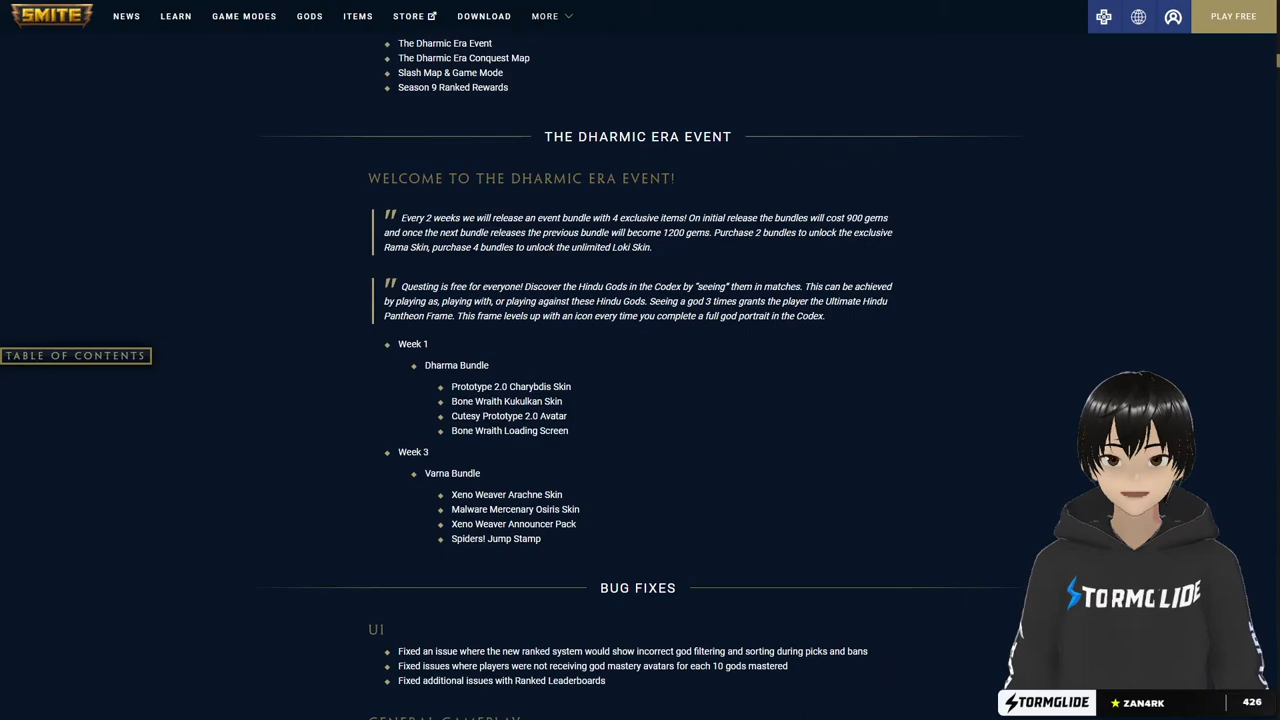 SMITE NEWS LEARN GAME MODES GODS ITEMS STORE DOWNLOAD MORE PLAY FREE
The Dharmic Era Event
The Dharmic Era Conquest Map
Slash Map & Game Mode
Season 9 Ranked Rewards
THE DHARMIC ERA EVENT
WELCOME TO THE DHARMIC ERA EVENT!
" Every 2 weeks we will release an event bundle with 4 exclusive items! On initial release the bundles will cost 900 gems
and once the next bundle releases the previous bundle will become 1200 gems. Purchase 2 bundles to unlock the exclusive
Rama Skin, purchase 4 bundles to unlock the unlimited Loki Skin.
" Questing is free for everyone! Discover the Hindu Gods in the Codex by "seeing" them in matches. This can be achieved
by playing as, playing with, or playing against these Hindu Gods. Seeing a god 3 times grants the player the Ultimate Hindu
Pantheon Frame. This frame levels up with an icon every time you complete a full god portrait in the Codex.
Week 1
TABLE OF CONTENTS
Dharma Bundle
Prototype 2.0 Charybdis Skin
Bone Wraith Kukulkan Skin
Cutesy Prototype 2.0 Avatar
Bone Wraith Loading Screen
Week 3
Varna Bundle
Xeno Weaver Arachne Skin
Malware Mercenary Osiris Skin
Xeno Weaver Announcer Pack
Spiders! Jump Stamp
BUG FIXES
UI
Fixed an issue where the new ranked system would show incorrect god filtering and sorting during picks and bans
Fixed issues where players were not receiving god mastery avatars for each 10 gods mastered
Fixed additional issues with Ranked Leaderboards
GENERAL GAMEPLAY
STORMGLIDE
STORMGLIDE ZAN4RK 426